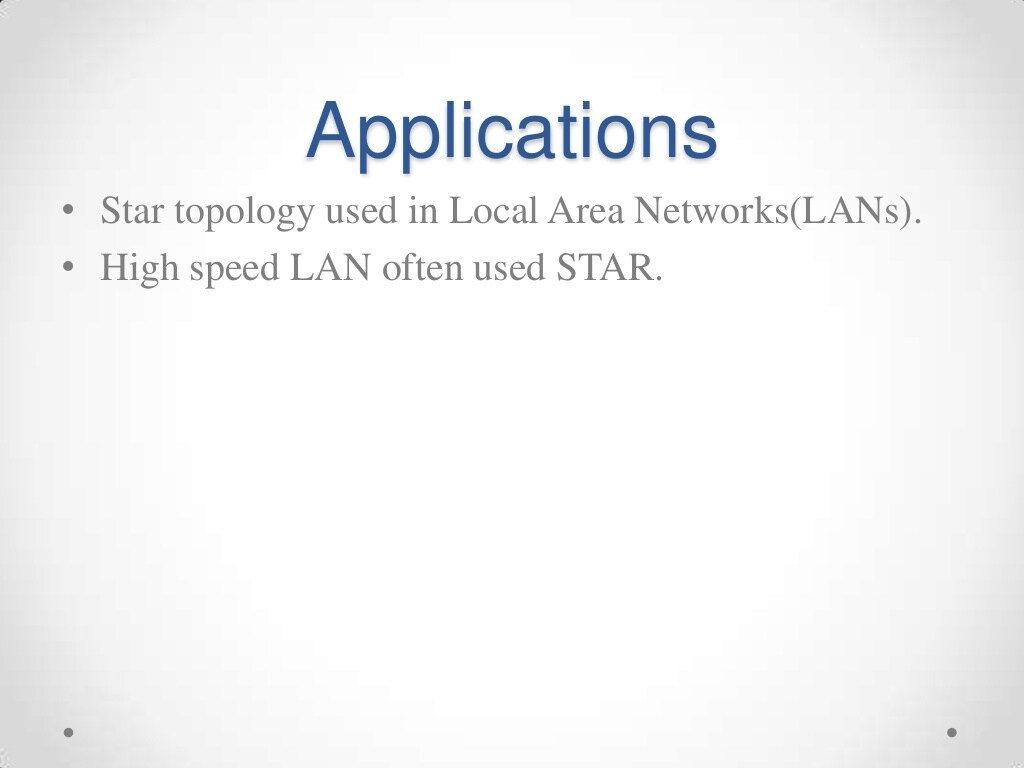 Applications
• Star topology used in Local Area Networks(LANs).
• High speed LAN often used STAR.